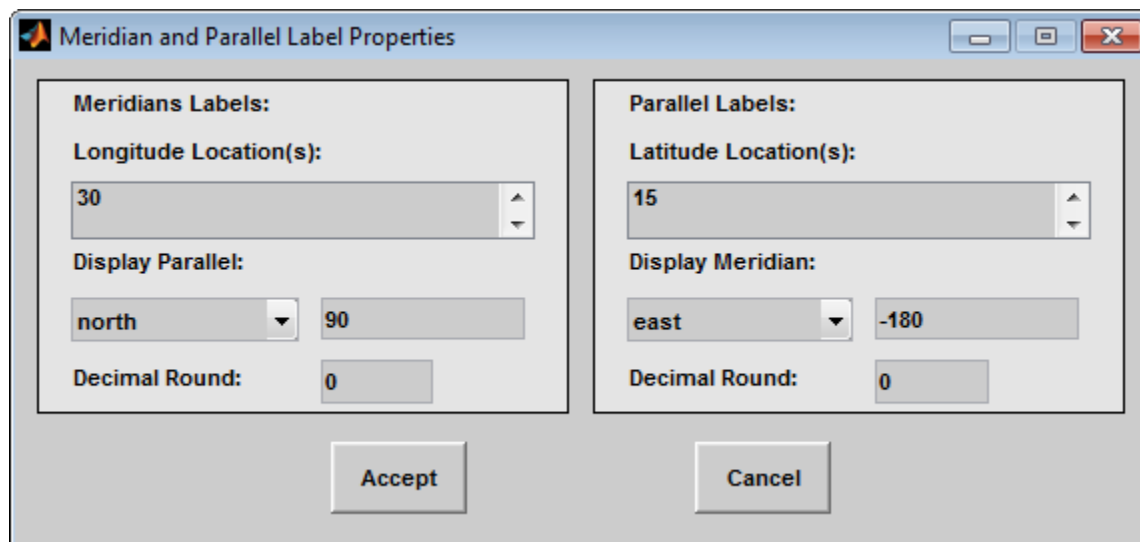 Meridian and Parallel Label Properties
Meridians Labels:
Longitude Location(s):
30
Display Parallel:
north
90
Decimal Round:
0
Parallel Labels:
Latitude Location(s):
15
Display Meridian:
east
-180
Decimal Round:
0
Accept
Cancel